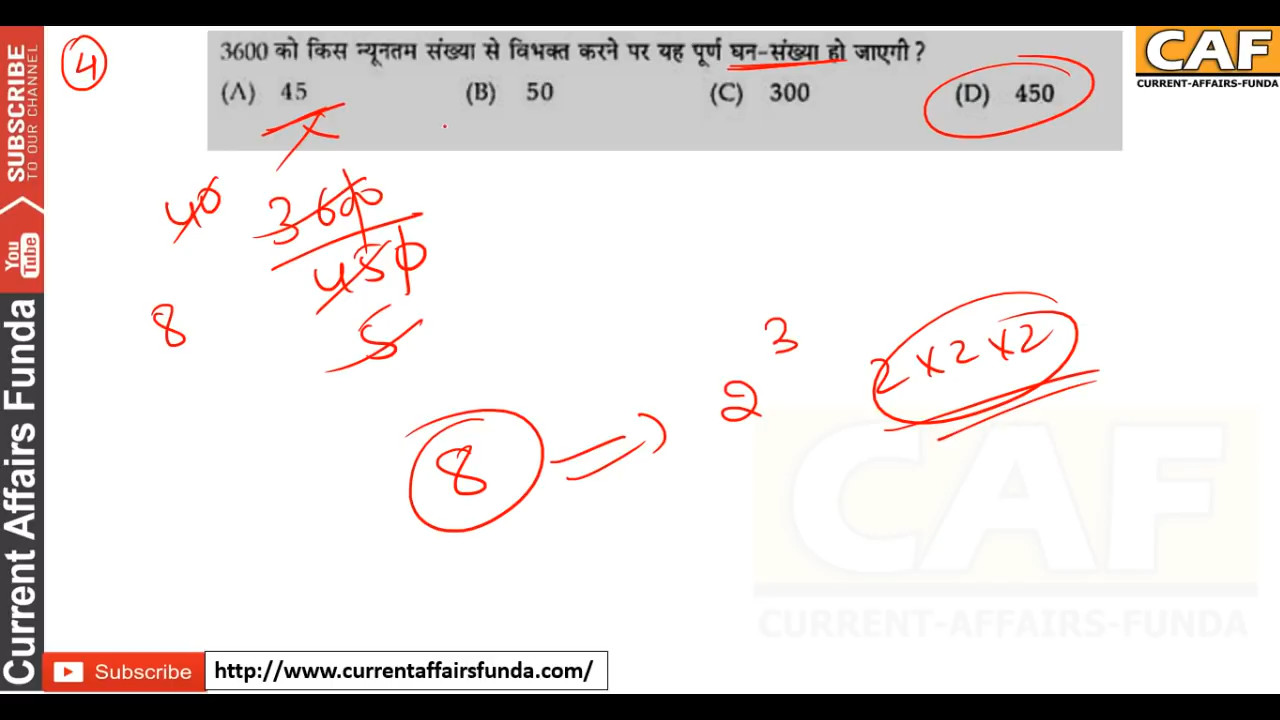 SUBSCRIBE
TO OUR CHANNEL
You Tube
Current Affairs Funda
4
3600 को किस न्यूनतम संख्या से विभक्त करने पर यह पूर्ण घन-संख्या हो जाएगी ?
(A) 45 (B) 50 (C) 300 (D) 450
CAF
CURRENT-AFFAIRS-FUNDA
40 3600
450
8 5
8 ⇒ 2³ 2×2×2
CAF
CURRENT-AFFAIRS-FUNDA
Subscribe http://www.currentaffairsfunda.com/